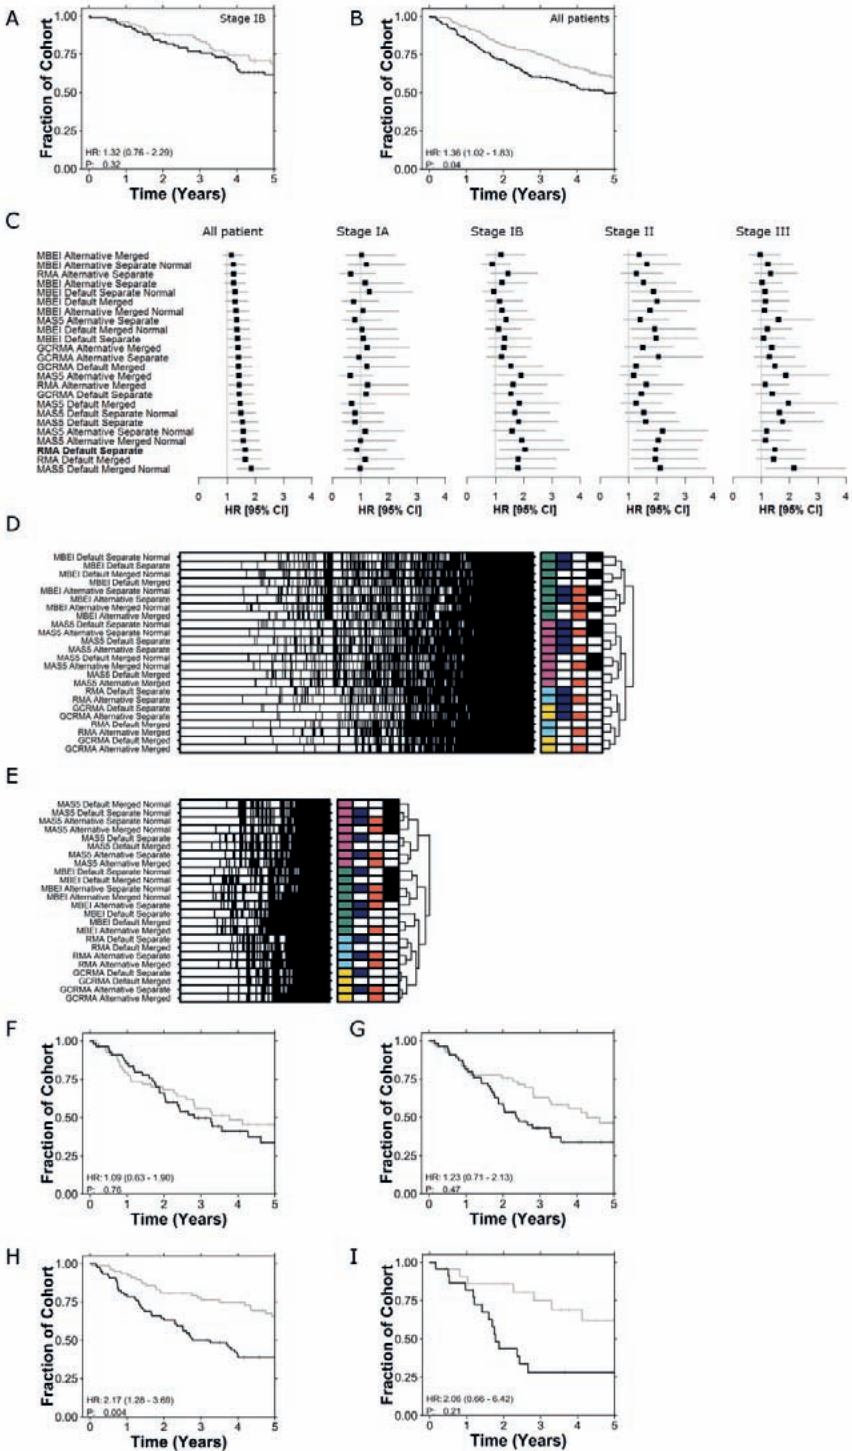 A
Stage IB
Fraction of Cohort
1.00
0.75
0.50
0.25
0.00
HR: 1.32 (0.76 - 2.29)
P: 0.32
0 1 2 3 4 5
Time (Years)
B
All patients
Fraction of Cohort
1.00
0.75
0.50
0.25
0.00
HR: 1.36 (1.02 - 1.83)
P: 0.04
0 1 2 3 4 5
Time (Years)
C
All patient Stage IA Stage IB Stage II Stage III
MBEI Alternative Merged
MBEI Alternative Separate Normal
RMA Alternative Separate
MBEI Alternative Separate
MBEI Default Separate Normal
MBEI Default Merged
MBEI Alternative Merged Normal
MAS5 Alternative Separate
MBEI Default Merged Normal
MBEI Default Separate
GCRMA Alternative Merged
GCRMA Alternative Separate
GCRMA Default Merged
MAS5 Alternative Merged
RMA Alternative Merged
GCRMA Default Separate
MAS5 Default Merged
MAS5 Default Separate Normal
MAS5 Default Separate
MAS5 Alternative Separate Normal
MAS5 Alternative Merged Normal
RMA Default Separate
RMA Default Merged
MAS5 Default Merged Normal
0 1 2 3 4 0 1 2 3 4 0 1 2 3 4 0 1 2 3 4 0 1 2 3 4
HR [95% CI] HR [95% CI] HR [95% CI] HR [95% CI] HR [95% CI]
D
MBEI Default Separate Normal
MBEI Default Separate
MBEI Default Merged Normal
MBEI Default Merged
MBEI Alternative Separate Normal
MBEI Alternative Separate
MBEI Alternative Merged Normal
MBEI Alternative Merged
MAS5 Default Separate Normal
MAS5 Alternative Separate Normal
MAS5 Default Separate
MAS5 Alternative Separate
MAS5 Default Merged Normal
MAS5 Alternative Merged Normal
MAS5 Default Merged
MAS5 Alternative Merged
RMA Default Separate
RMA Alternative Separate
GCRMA Default Separate
GCRMA Alternative Separate
RMA Default Merged
RMA Alternative Merged
GCRMA Default Merged
GCRMA Alternative Merged
E
MAS5 Default Merged Normal
MAS5 Default Separate Normal
MAS5 Alternative Separate Normal
MAS5 Alternative Merged Normal
MAS5 Default Separate
MAS5 Default Merged
MAS5 Alternative Separate
MAS5 Alternative Merged
MBEI Default Separate Normal
MBEI Default Merged Normal
MBEI Alternative Separate Normal
MBEI Alternative Merged Normal
MBEI Alternative Separate
MBEI Default Separate
MBEI Default Merged
MBEI Alternative Merged
RMA Default Separate
RMA Default Merged
RMA Alternative Separate
RMA Alternative Merged
GCRMA Default Separate
GCRMA Default Merged
GCRMA Alternative Separate
GCRMA Alternative Merged
F
Fraction of Cohort
1.00
0.75
0.50
0.25
0.00
HR: 1.09 (0.63 - 1.90)
P: 0.76
0 1 2 3 4 5
Time (Years)
G
Fraction of Cohort
1.00
0.75
0.50
0.25
0.00
HR: 1.23 (0.71 - 2.13)
P: 0.47
0 1 2 3 4 5
Time (Years)
H
Fraction of Cohort
1.00
0.75
0.50
0.25
0.00
HR: 2.17 (1.28 - 3.69)
P: 0.004
0 1 2 3 4 5
Time (Years)
I
Fraction of Cohort
1.00
0.75
0.50
0.25
0.00
HR: 2.06 (0.66 - 6.42)
P: 0.21
0 1 2 3 4 5
Time (Years)